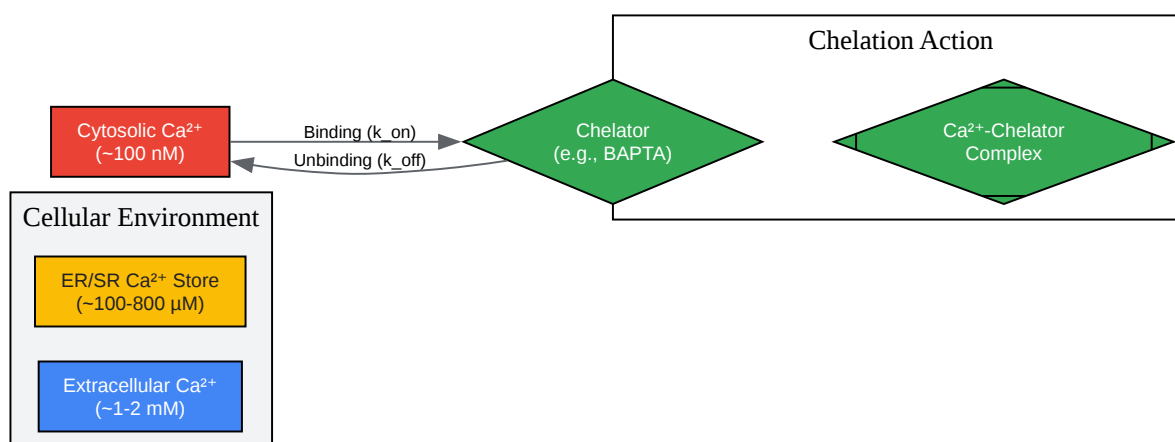 Chelation Action
Cytosolic Ca²⁺
(~100 nM)
Binding (k_on)
Unbinding (k_off)
Chelator
(e.g., BAPTA)
Ca²⁺-Chelator
Complex
Cellular Environment
ER/SR Ca²⁺ Store
(~100-800 µM)
Extracellular Ca²⁺
(~1-2 mM)